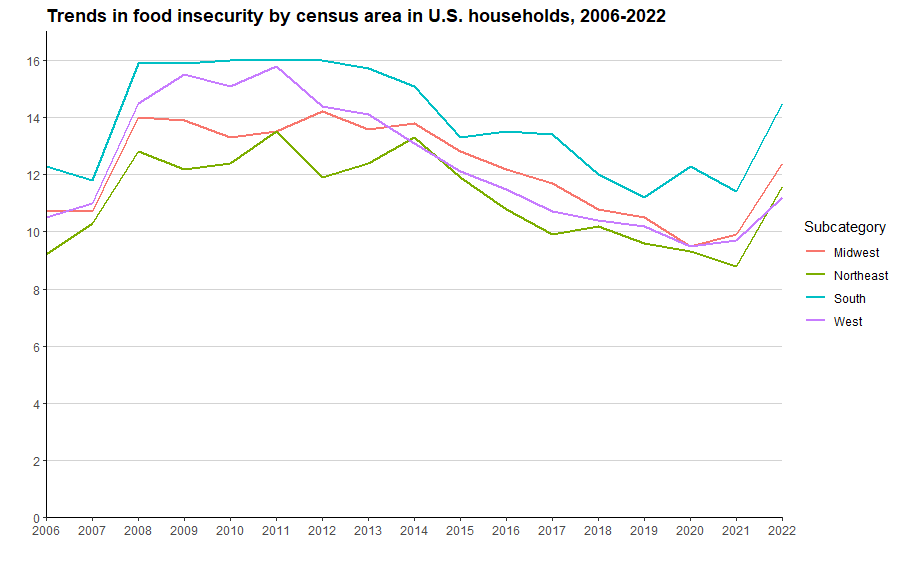 Trends in food insecurity by census area in U.S. households, 2006-2022
16
14
12
10
8
6
4
2
0
2006 2007 2008 2009 2010 2011 2012 2013 2014 2015 2016 2017 2018 2019 2020 2021 2022
Subcategory
Midwest
Northeast
South
West